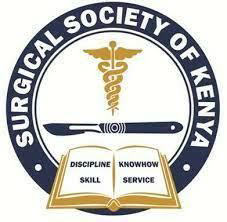 SURGICAL SOCIETY OF KENYA
DISCIPLINE
SKILL
KNOWHOW
SERVICE